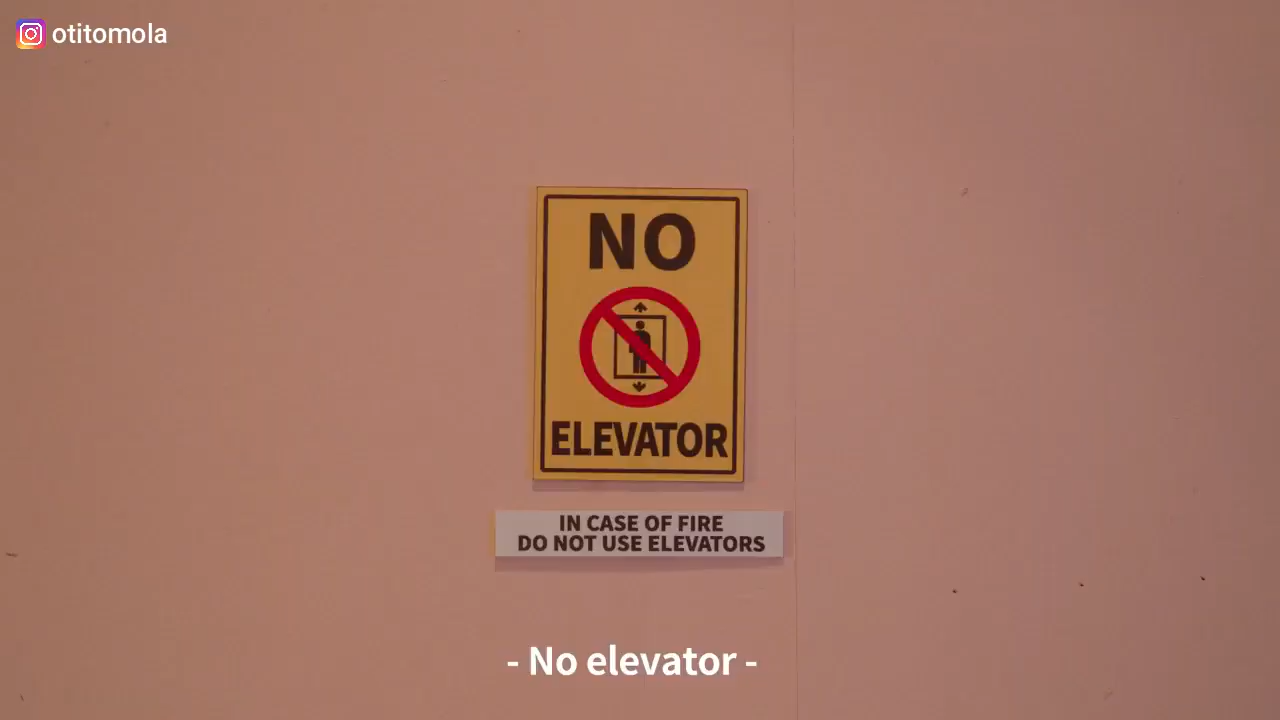 otitomola
NO
ELEVATOR
IN CASE OF FIRE
DO NOT USE ELEVATORS
- No elevator -